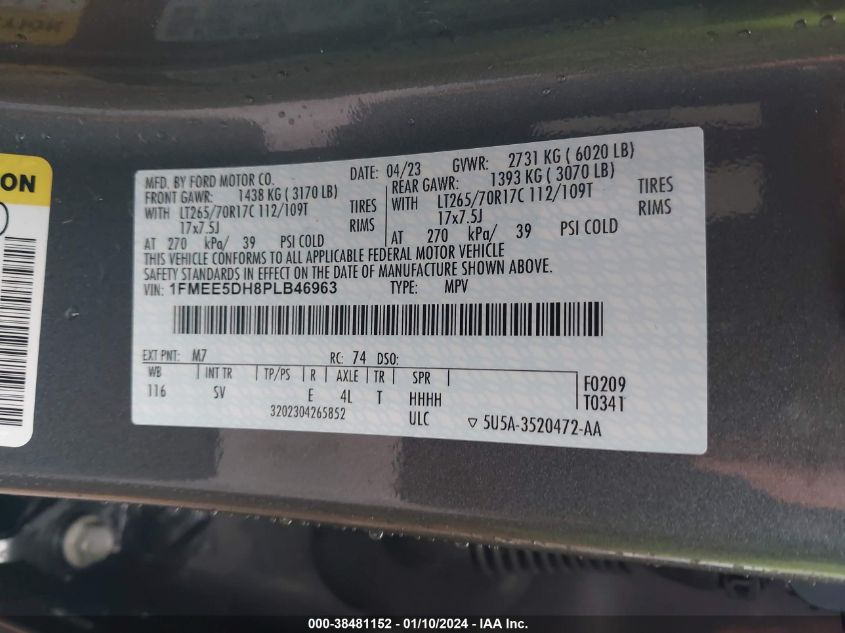 ON
MFD. BY FORD MOTOR CO.
DATE: 04/23 GVWR: 2731 KG ( 6020 LB)
FRONT GAWR: 1438 KG ( 3170 LB)
WITH LT265/70R17C 112/109T TIRES
17x7.5J RIMS
AT 270 kPa/ 39 PSI COLD
REAR GAWR: 1393 KG ( 3070 LB)
WITH LT265/70R17C 112/109T TIRES
17x7.5J RIMS
AT 270 kPa/ 39 PSI COLD
THIS VEHICLE CONFORMS TO ALL APPLICABLE FEDERAL MOTOR VEHICLE
SAFETY STANDARDS IN EFFECT ON THE DATE OF MANUFACTURE SHOWN ABOVE.
VIN: 1FMEE5DH8PLB46963 TYPE: MPV
EXT PNT: M7 RC: 74 DSO:
WB INT TR TP/PS R AXLE TR SPR
116 SV E 4L T HHHH
F0209
T0341
3202304265852 ULC ▽ 5U5A-3520472-AA
000-38481152 - 01/10/2024 - IAA Inc.